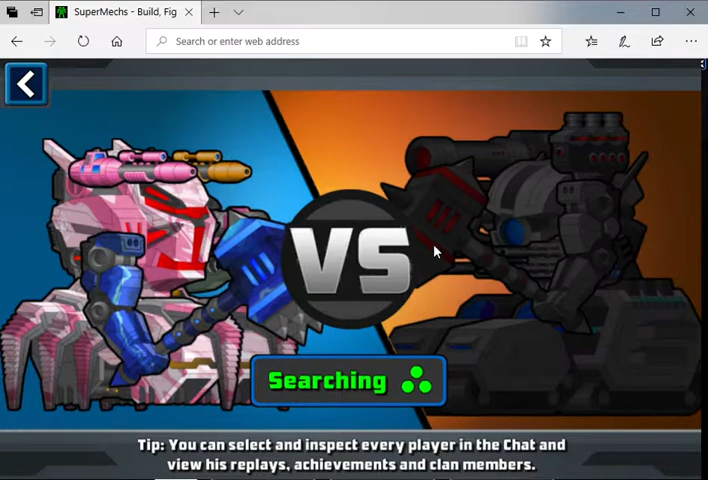 SuperMechs - Build, Fig
Search or enter web address
VS
Searching
Tip: You can select and inspect every player in the Chat and
view his replays, achievements and clan members.